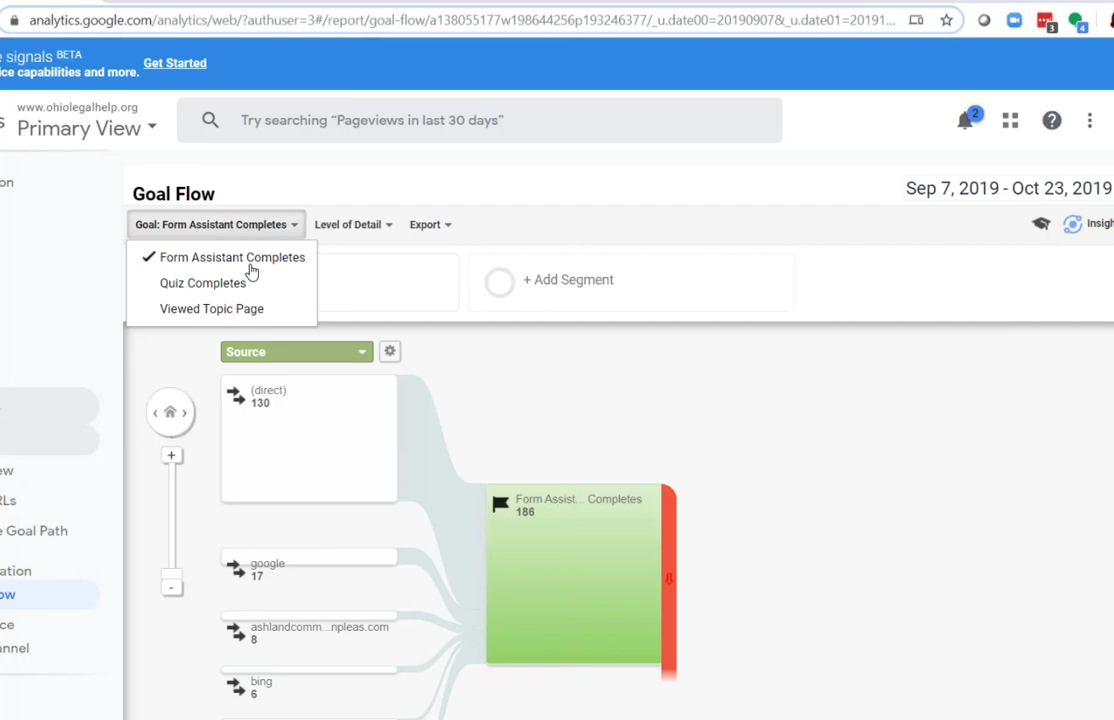 analytics.google.com/analytics/web/?authuser=3#/report/goal-flow/a138055177w198644256p193246377/_u.date00=20190907&_u.date01=20191...
3
4
e signals BETA
ice capabilities and more.
Get Started
www.ohiolegalhelp.org
s
Primary View
Try searching “Pageviews in last 30 days”
2
on
Goal Flow
Sep 7, 2019 - Oct 23, 2019
Goal: Form Assistant Completes
Level of Detail
Export
Insigh
Form Assistant Completes
Quiz Completes
Viewed Topic Page
+ Add Segment
Source
(direct)
130
+
-
ew
RLs
e Goal Path
ation
ow
ce
annel
Form Assist... Completes
186
google
17
ashlandcomm...npleas.com
8
bing
6